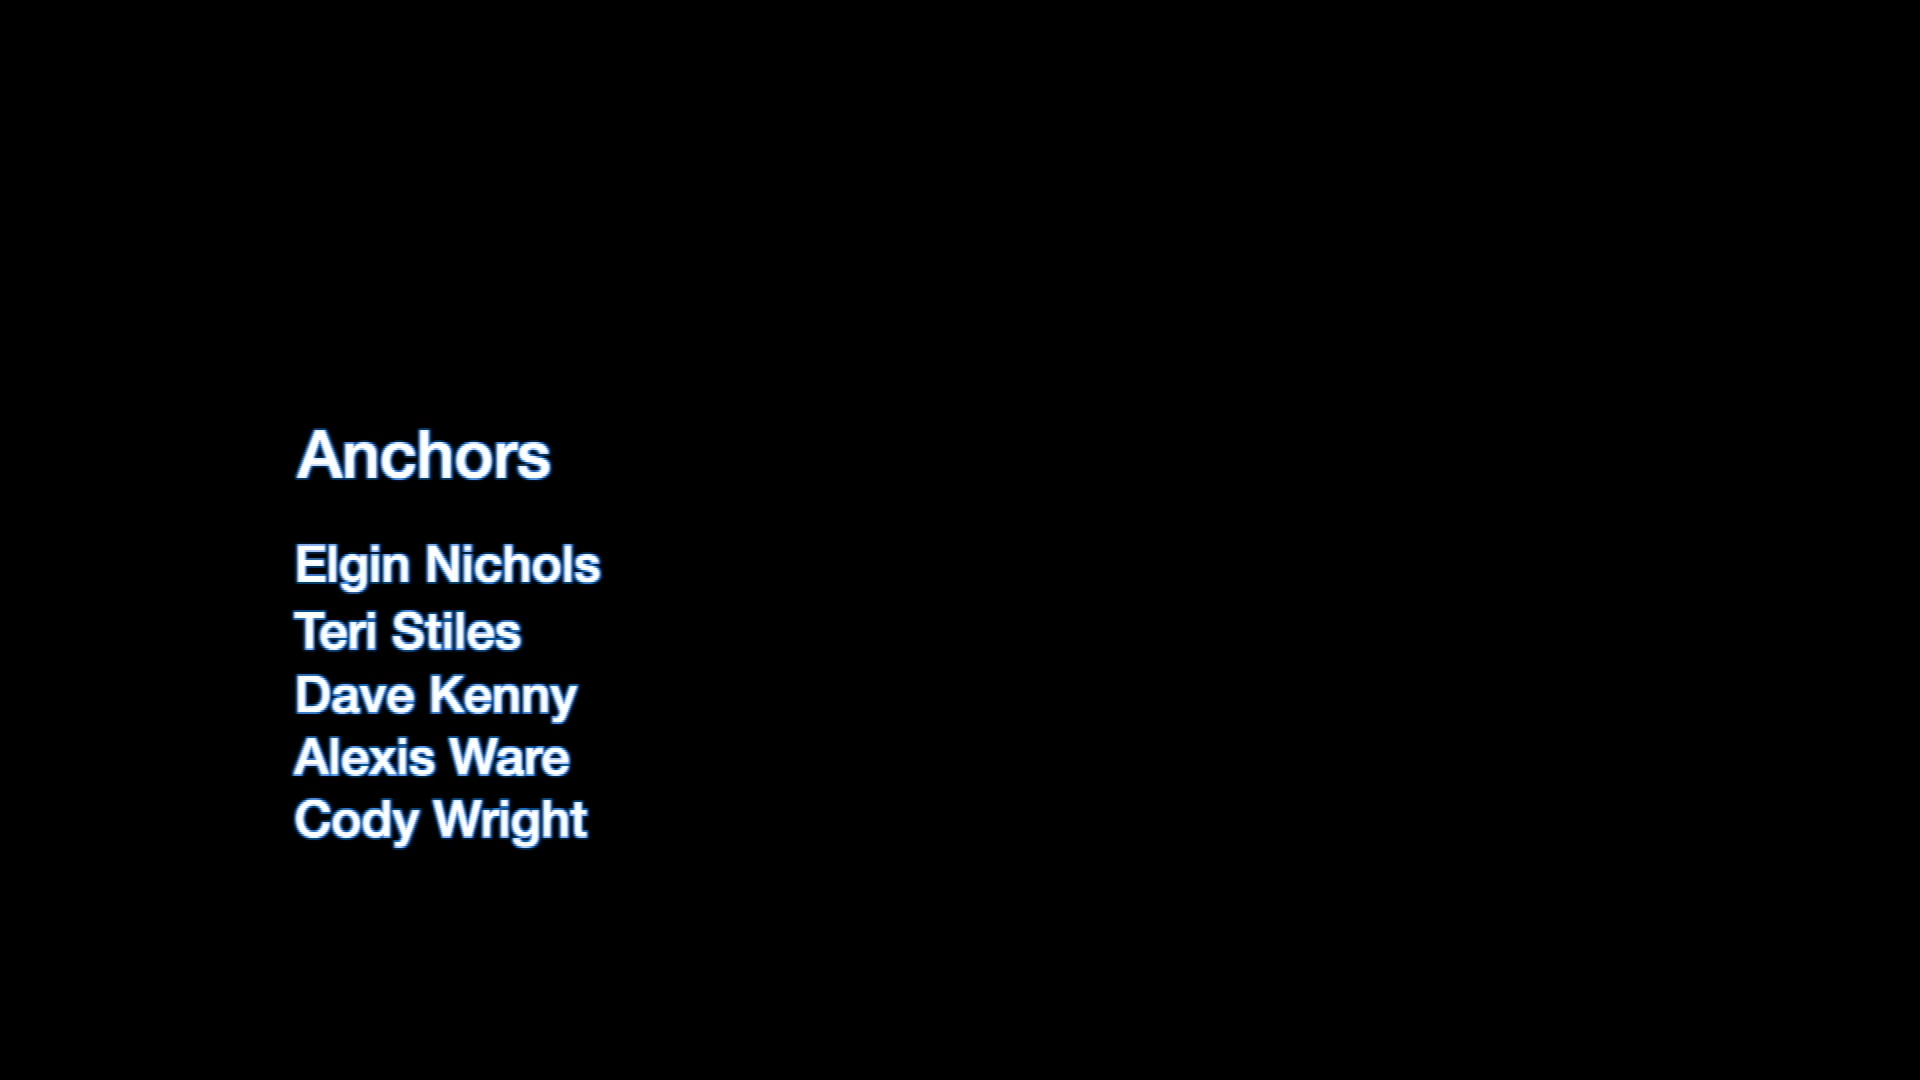 Anchors
Elgin Nichols
Teri Stiles
Dave Kenny
Alexis Ware
Cody Wright